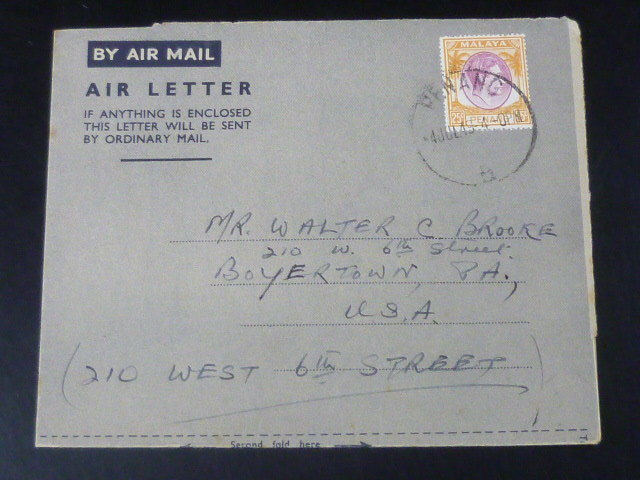 BY AIR MAIL
AIR LETTER
IF ANYTHING IS ENCLOSED
THIS LETTER WILL BE SENT
BY ORDINARY MAIL.
MALAYA
25c
PENANG
MR. WALTER C BROOKE
210 W. 6th Street.
BOYERTOWN, PA.,
U.S.A.
(210 WEST 6th STREET)
Second fold here